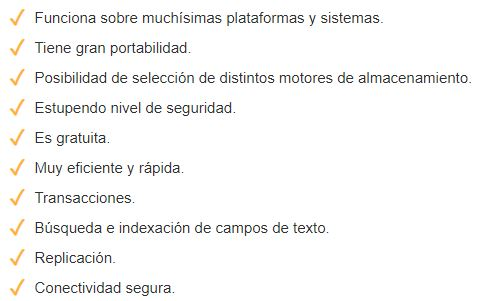 Funciona sobre muchísimas plataformas y sistemas.
Tiene gran portabilidad.
Posibilidad de selección de distintos motores de almacenamiento.
Estupendo nivel de seguridad.
Es gratuita.
Muy eficiente y rápida.
Transacciones.
Búsqueda e indexación de campos de texto.
Replicación.
Conectividad segura.